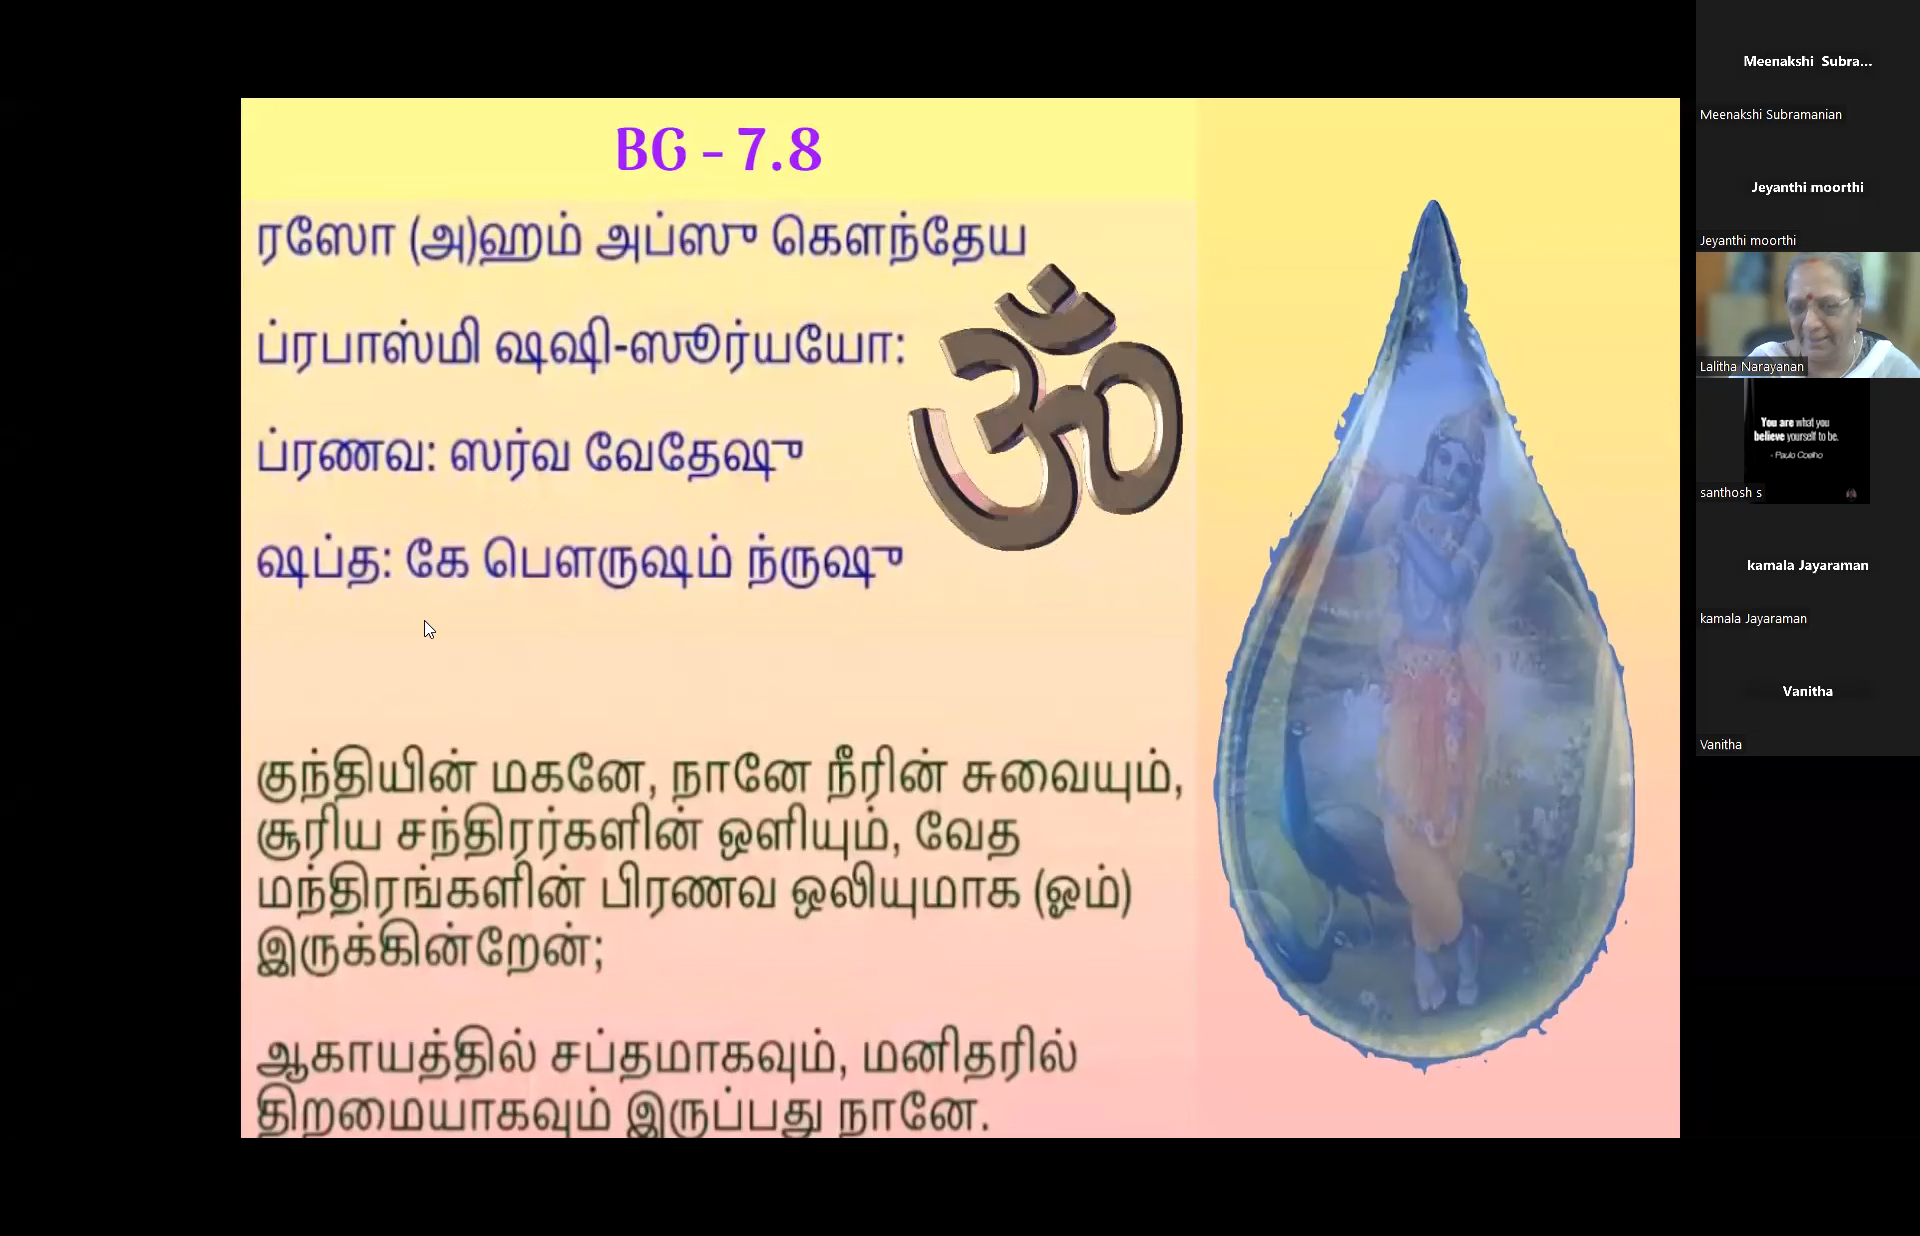 BG - 7.8
ரஸோ (அ)ஹம் அப்ஸு கௌந்தேய
ப்ரபாஸ்மி ஷஷி-ஸூர்யயோ:
ப்ரணவ: ஸர்வ வேதேஷு
ஷப்த: கே பௌருஷம் ந்ருஷு
குந்தியின் மகனே, நானே நீரின் சுவையும்,
சூரிய சந்திரர்களின் ஒளியும், வேத
மந்திரங்களின் பிரணவ ஒலியுமாக (ஓம்)
இருக்கின்றேன்;
ஆகாயத்தில் சப்தமாகவும், மனிதரில்
திறமையாகவும் இருப்பது நானே.
Meenakshi Subra...
Meenakshi Subramanian
Jeyanthi moorthi
Jeyanthi moorthi
Lalitha Narayanan
You are what you
believe yourself to be.
- Paulo Coelho
santhosh s
kamala Jayaraman
kamala Jayaraman
Vanitha
Vanitha